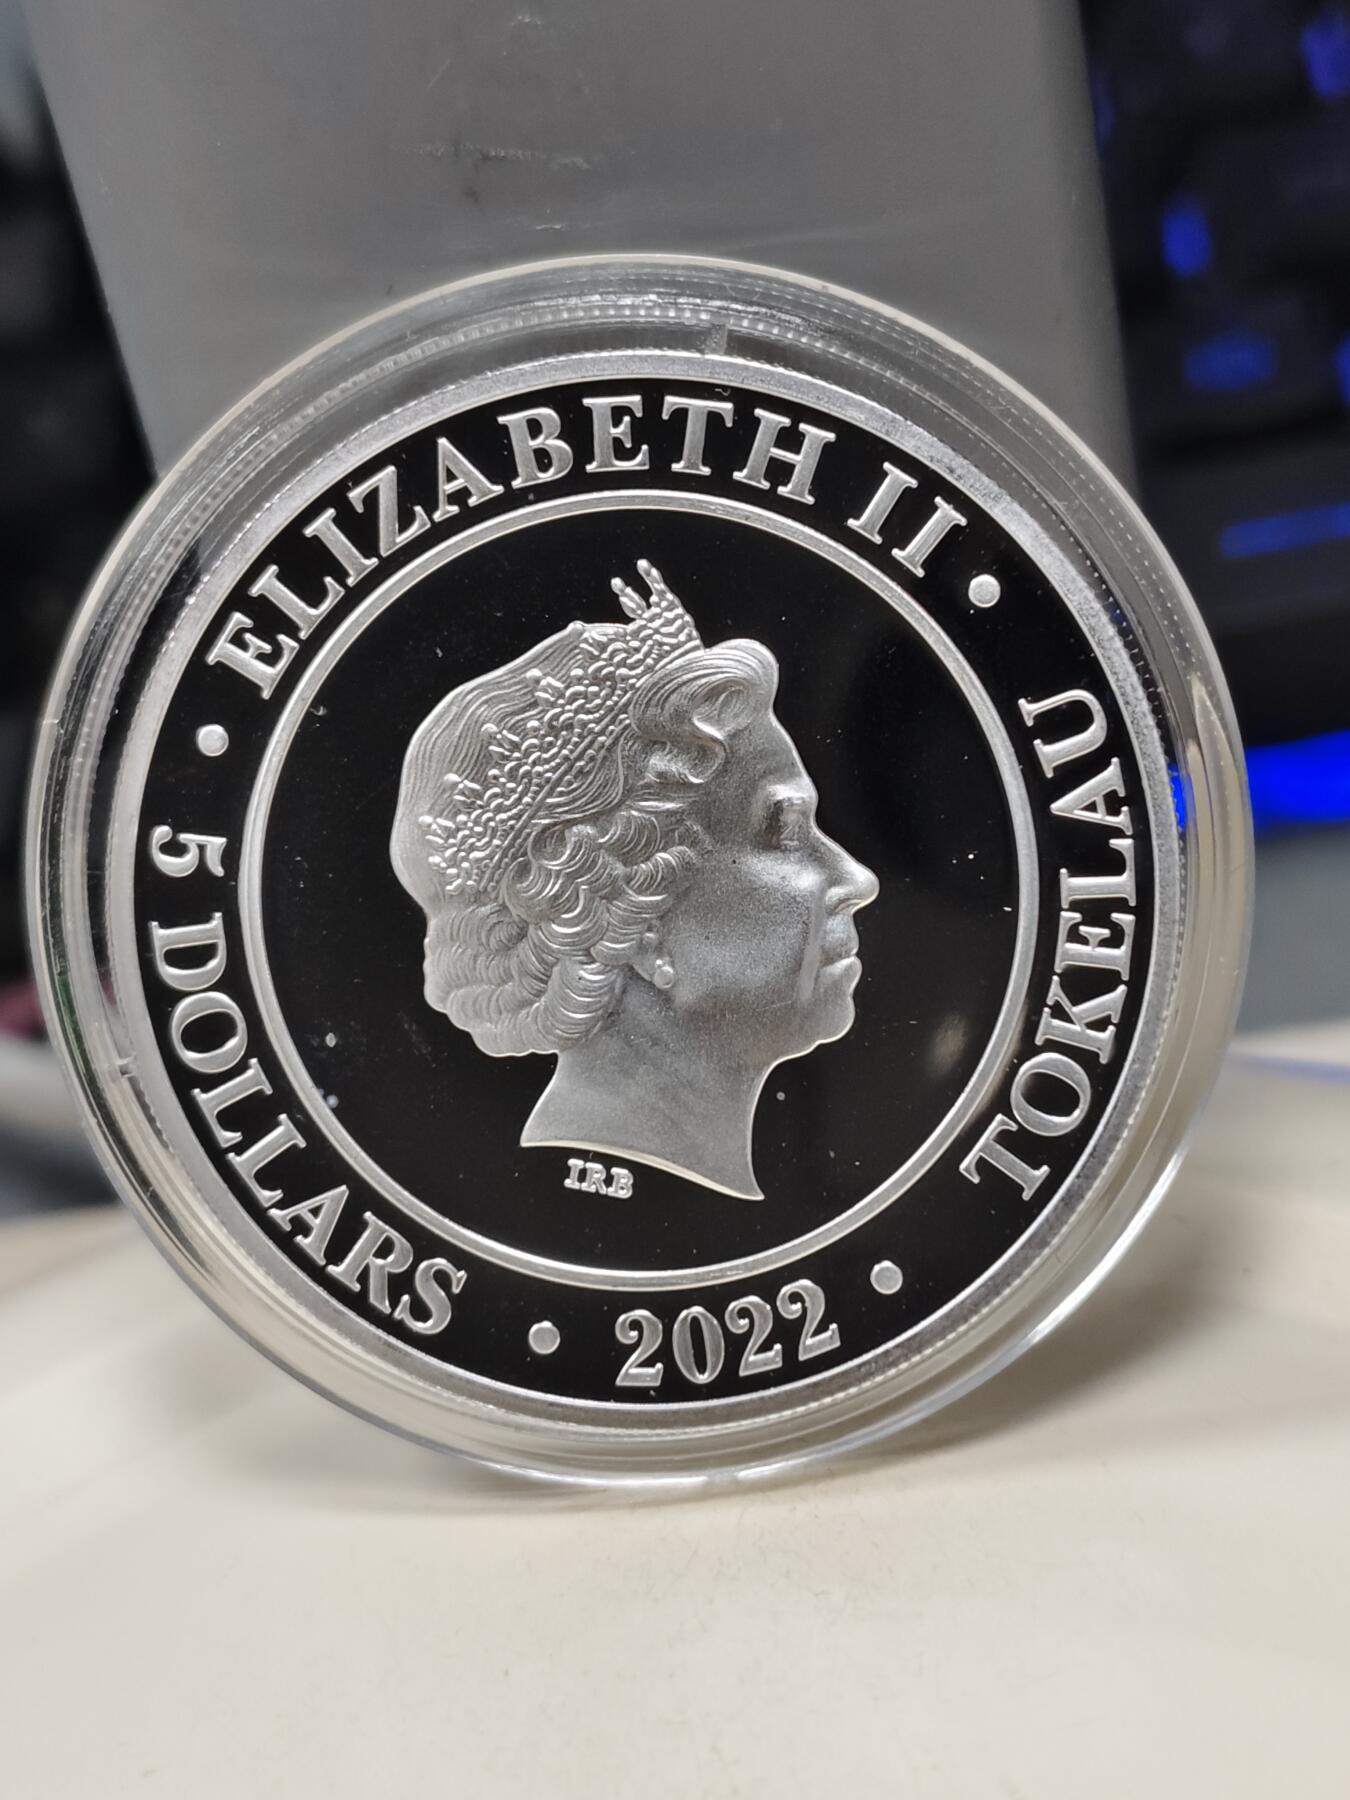 ELIZABETH II •
TOKELAU
• 2022 •
5 DOLLARS •
IRB